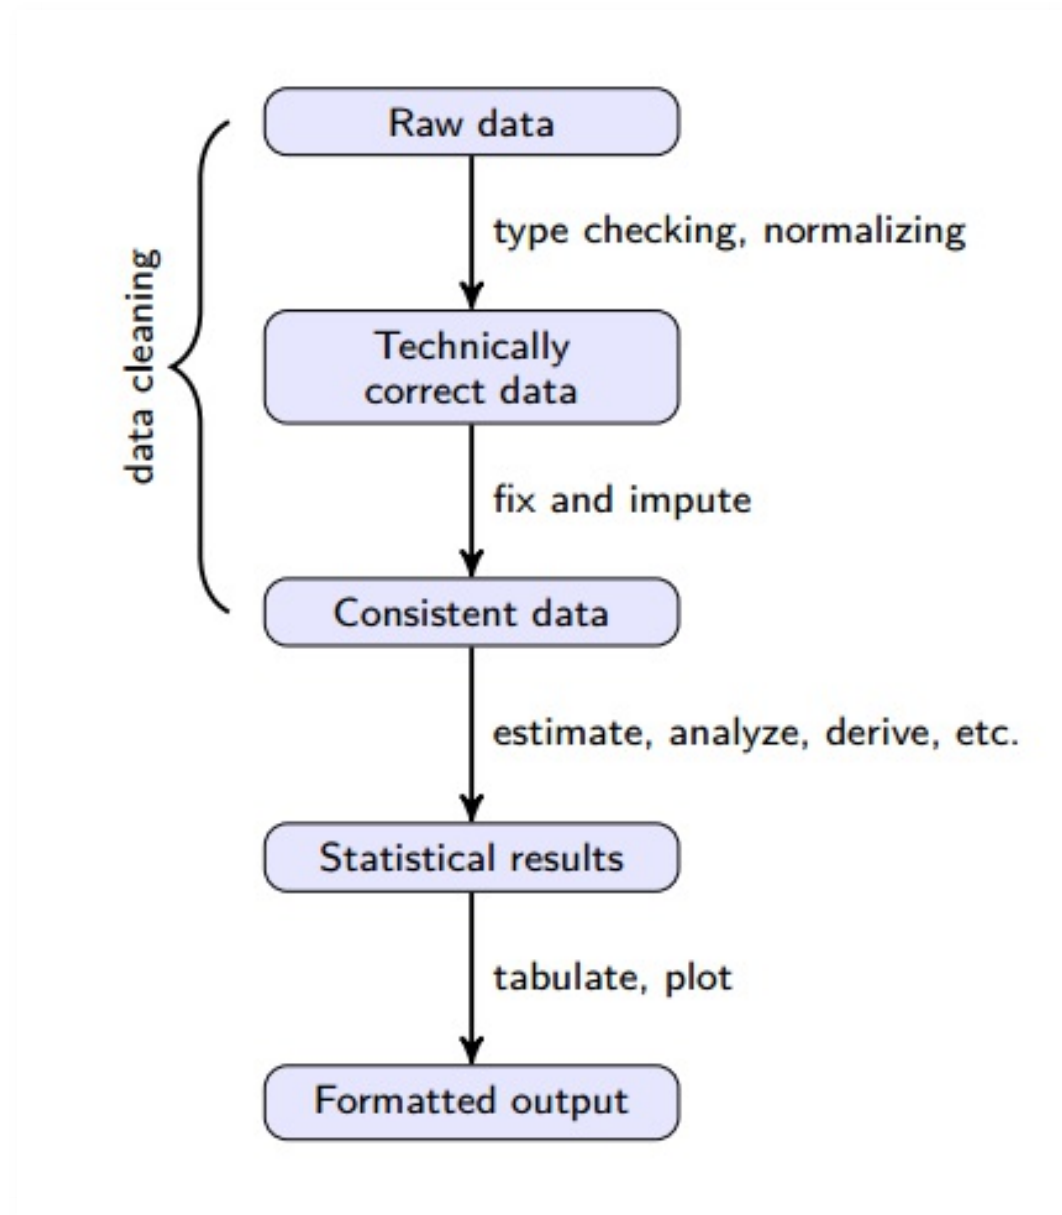 Raw data
type checking, normalizing
data cleaning
Technically
correct data
fix and impute
Consistent data
estimate, analyze, derive, etc.
Statistical results
tabulate, plot
Formatted output